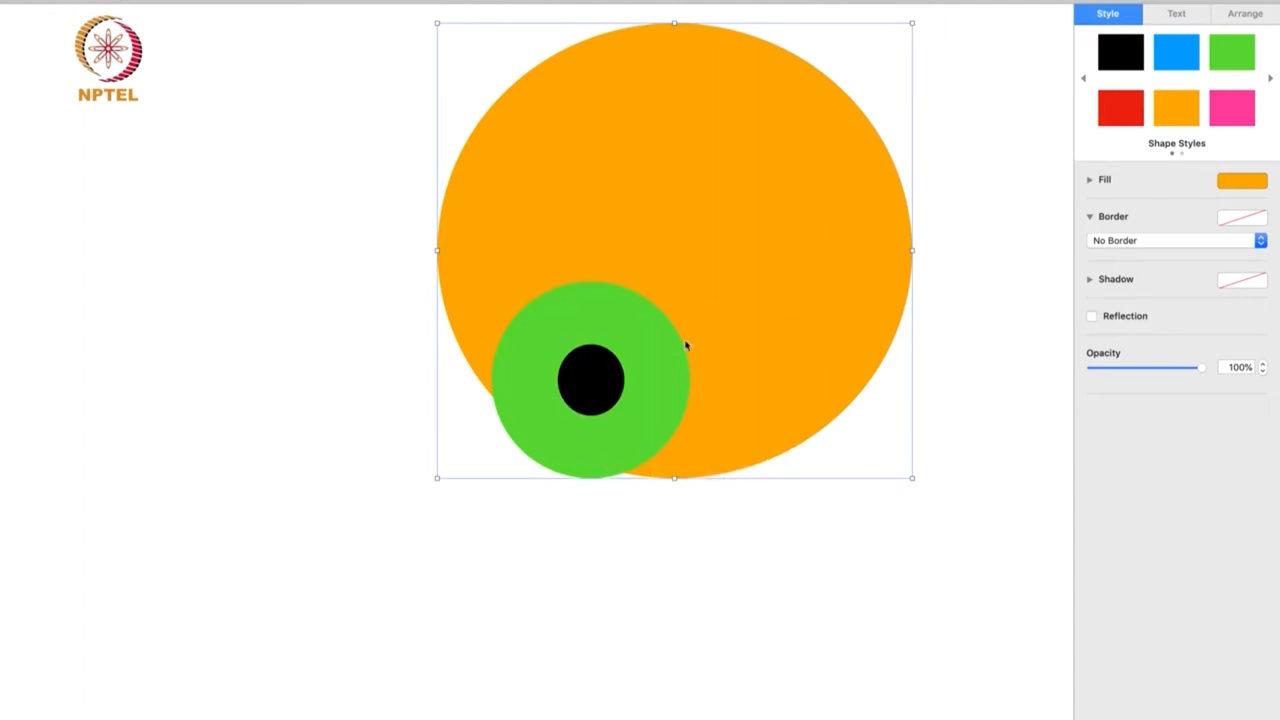 NPTEL
Style
Text
Arrange
Shape Styles
Fill
Border
No Border
Shadow
Reflection
Opacity
100%